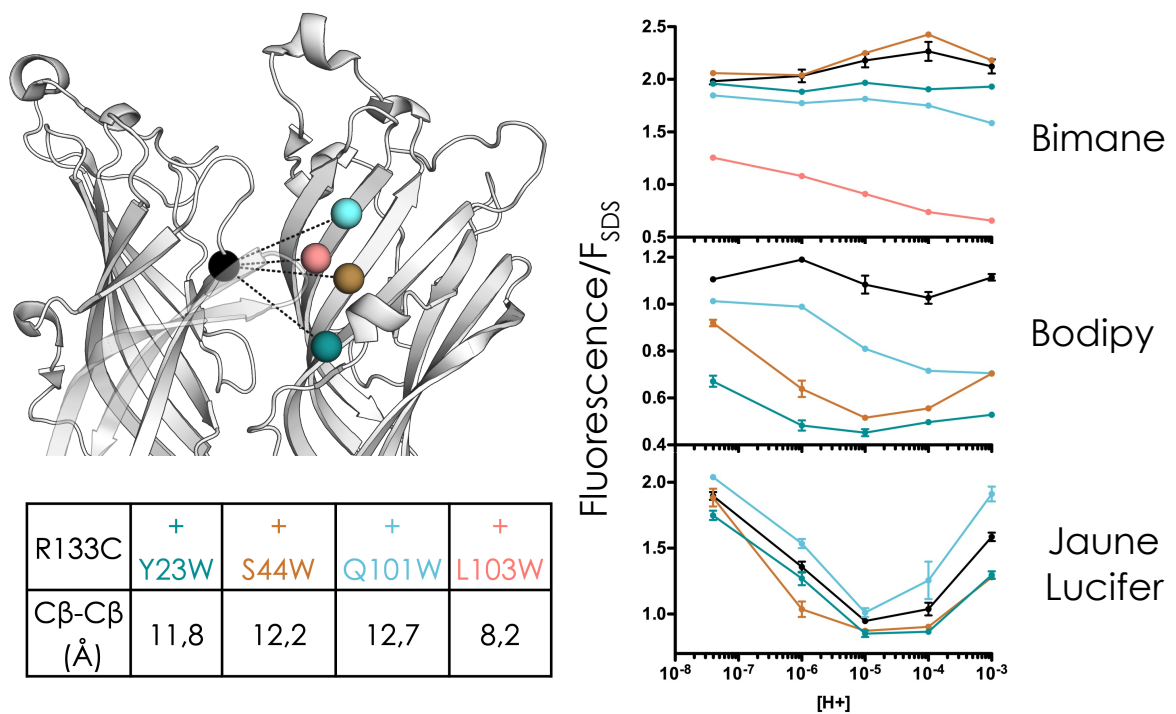 2.5
2.0
1.5
1.0
0.5
Bimane
1.2
1.0
0.8
0.6
0.4
Bodipy
2.0
1.5
1.0
Jaune
Lucifer
10-8 10-7 10-6 10-5 10-4 10-3
[H+]
Fluorescence/FSDS
R133C + Y23W + S44W + Q101W + L103W
Cβ-Cβ (Å) 11,8 12,2 12,7 8,2